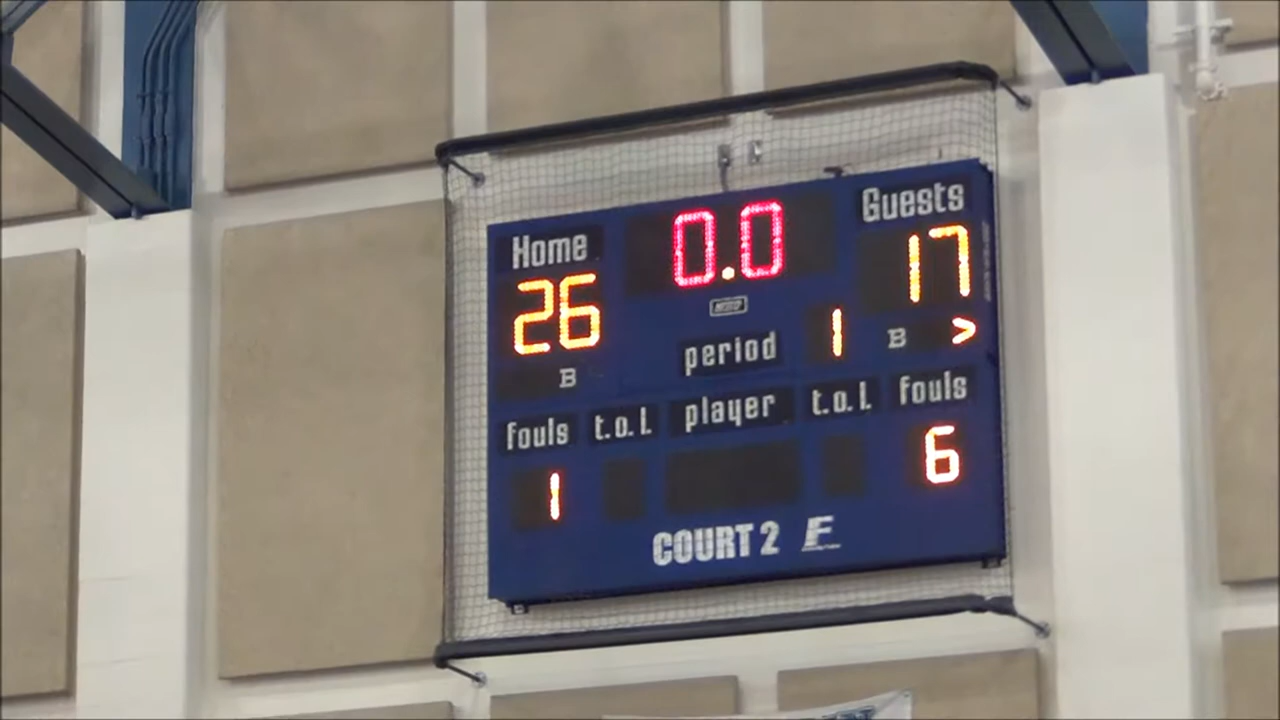 Home 0.0 Guests
26 17
period 1 B >
B
fouls t.o.l. player t.o.l. fouls
1 6
COURT 2 F